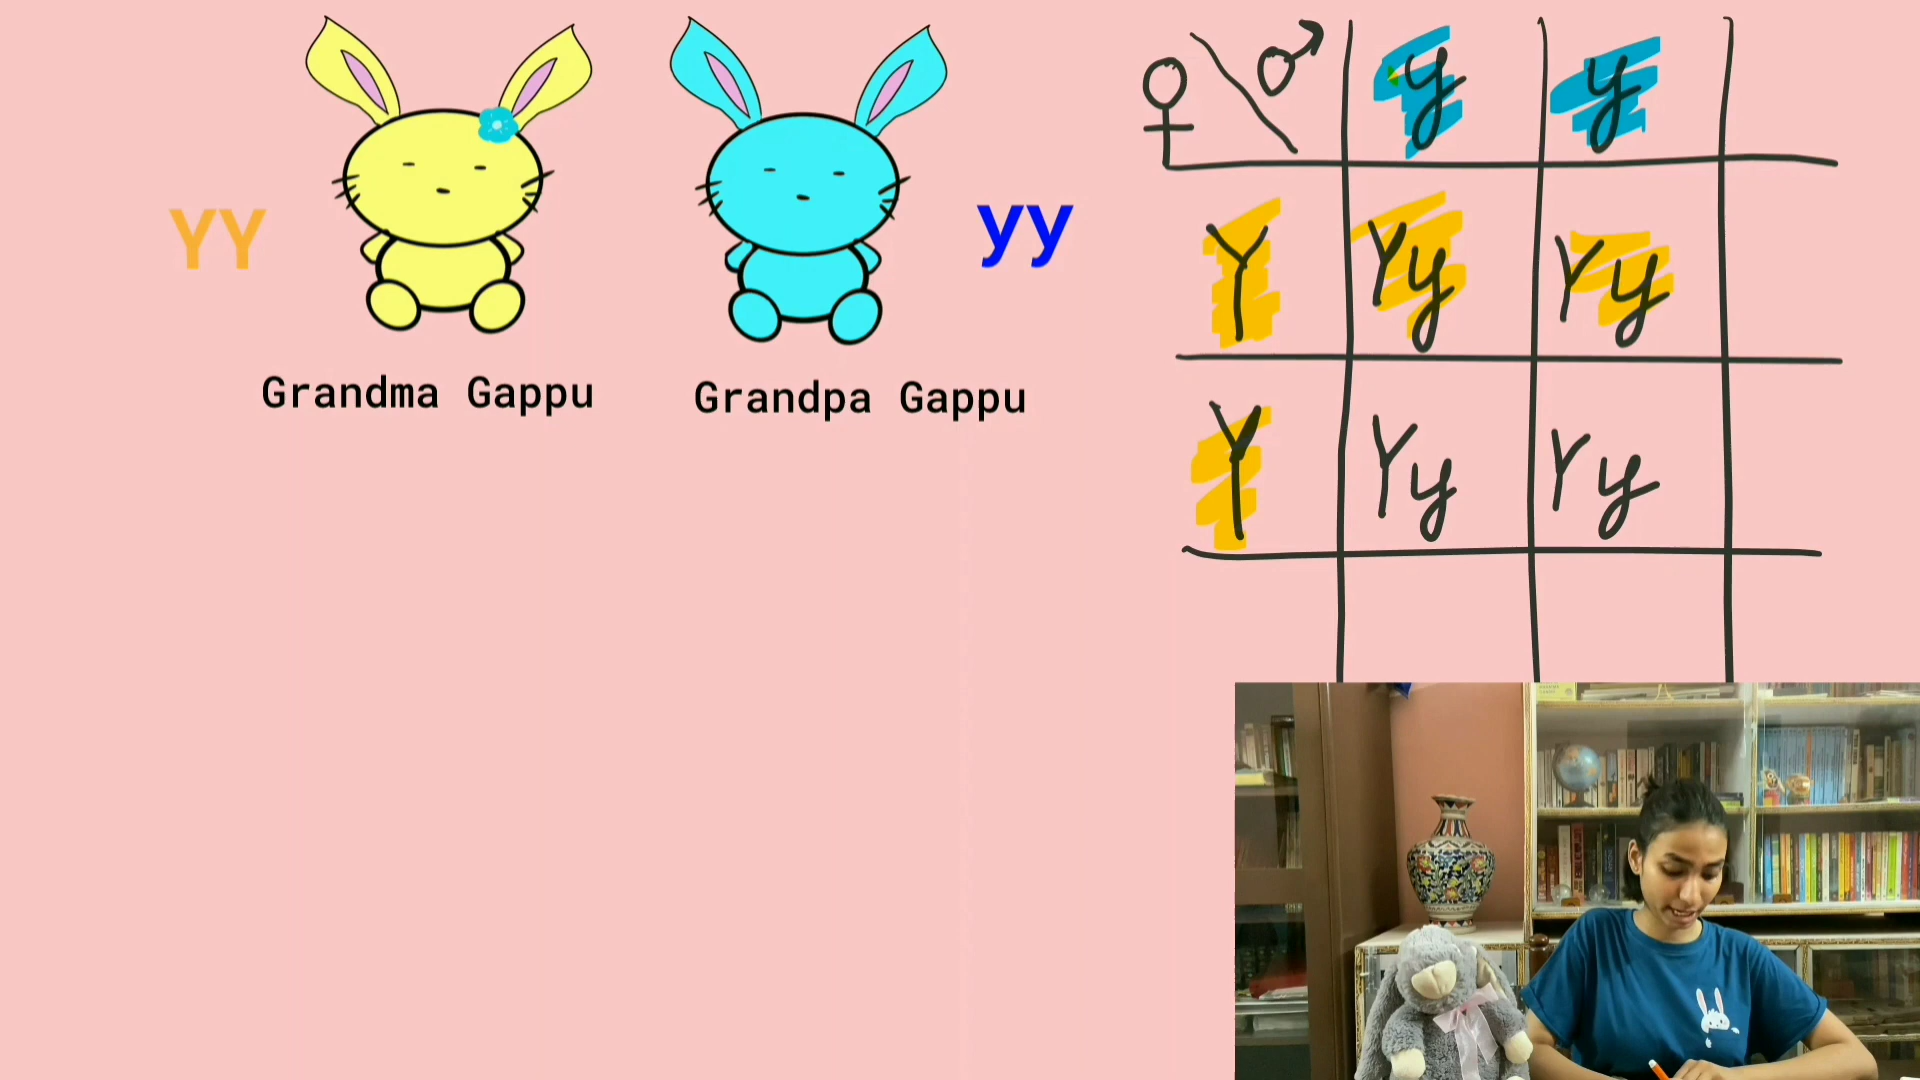 YY
yy
Grandma Gappu
Grandpa Gappu
♀ ♂ y y
Y Yy Yy
Y Yy Yy